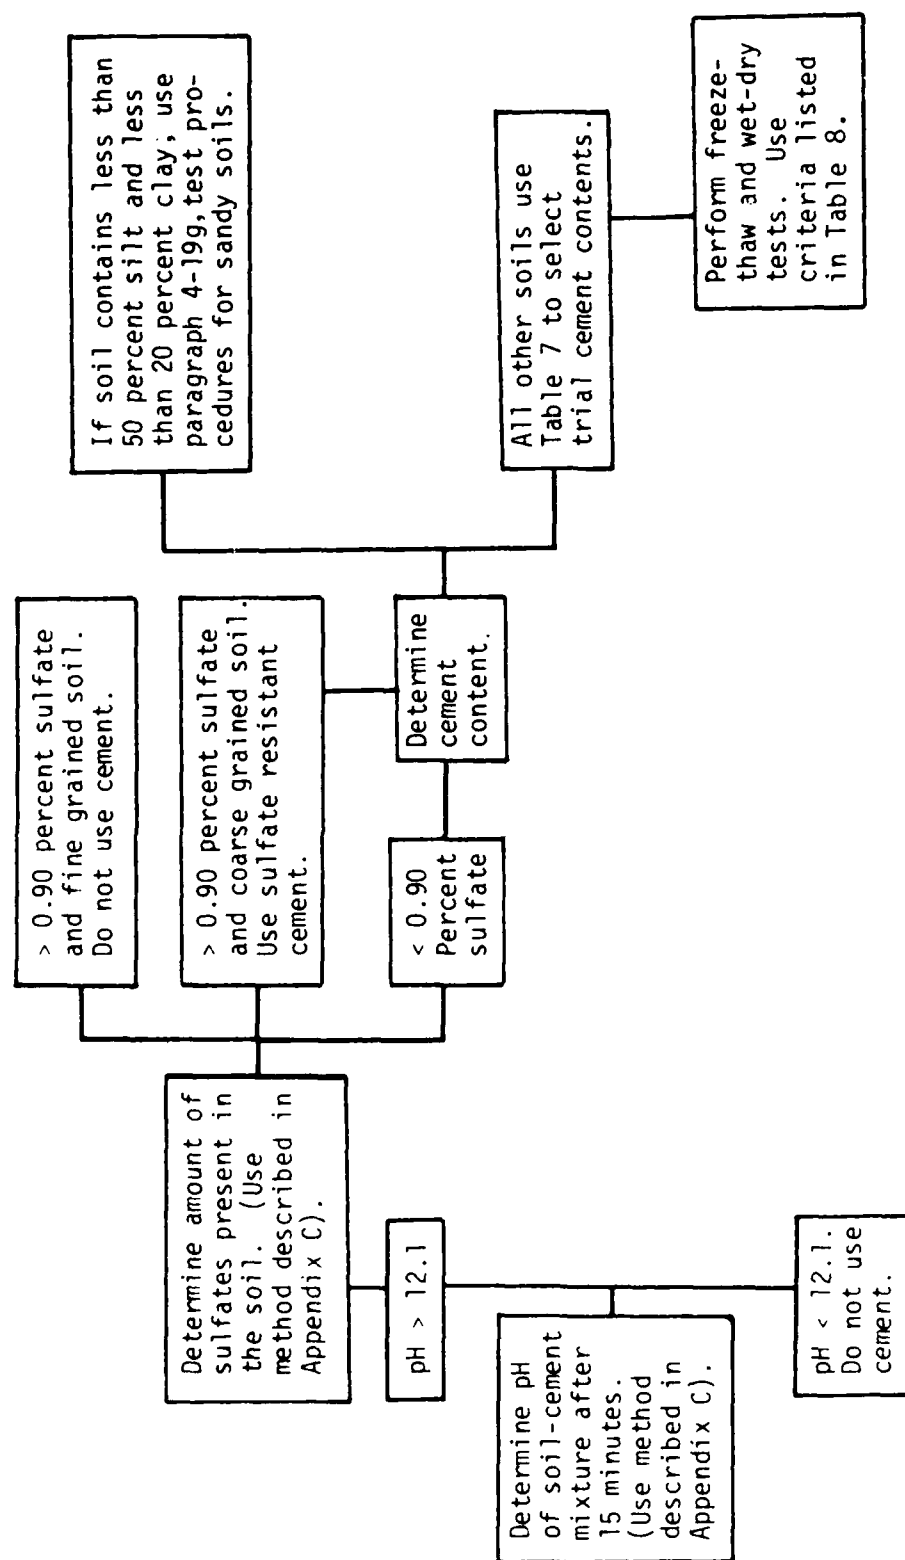 Determine pH
of soil-cement
mixture after
15 minutes.
(Use method
described in
Appendix C).
pH < 12.1.
Do not use
cement.
pH > 12.1
Determine amount of
sulfates present in
the soil. (Use
method described in
Appendix C).
> 0.90 percent sulfate
and fine grained soil.
Do not use cement.
> 0.90 percent sulfate
and coarse grained soil.
Use sulfate resistant
cement.
< 0.90
Percent
sulfate
Determine
cement
content.
If soil contains less than
50 percent silt and less
than 20 percent clay, use
paragraph 4-19g, test pro-
cedures for sandy soils.
All other soils use
Table 7 to select
trial cement contents.
Perform freeze-
thaw and wet-dry
tests. Use
criteria listed
in Table 8.